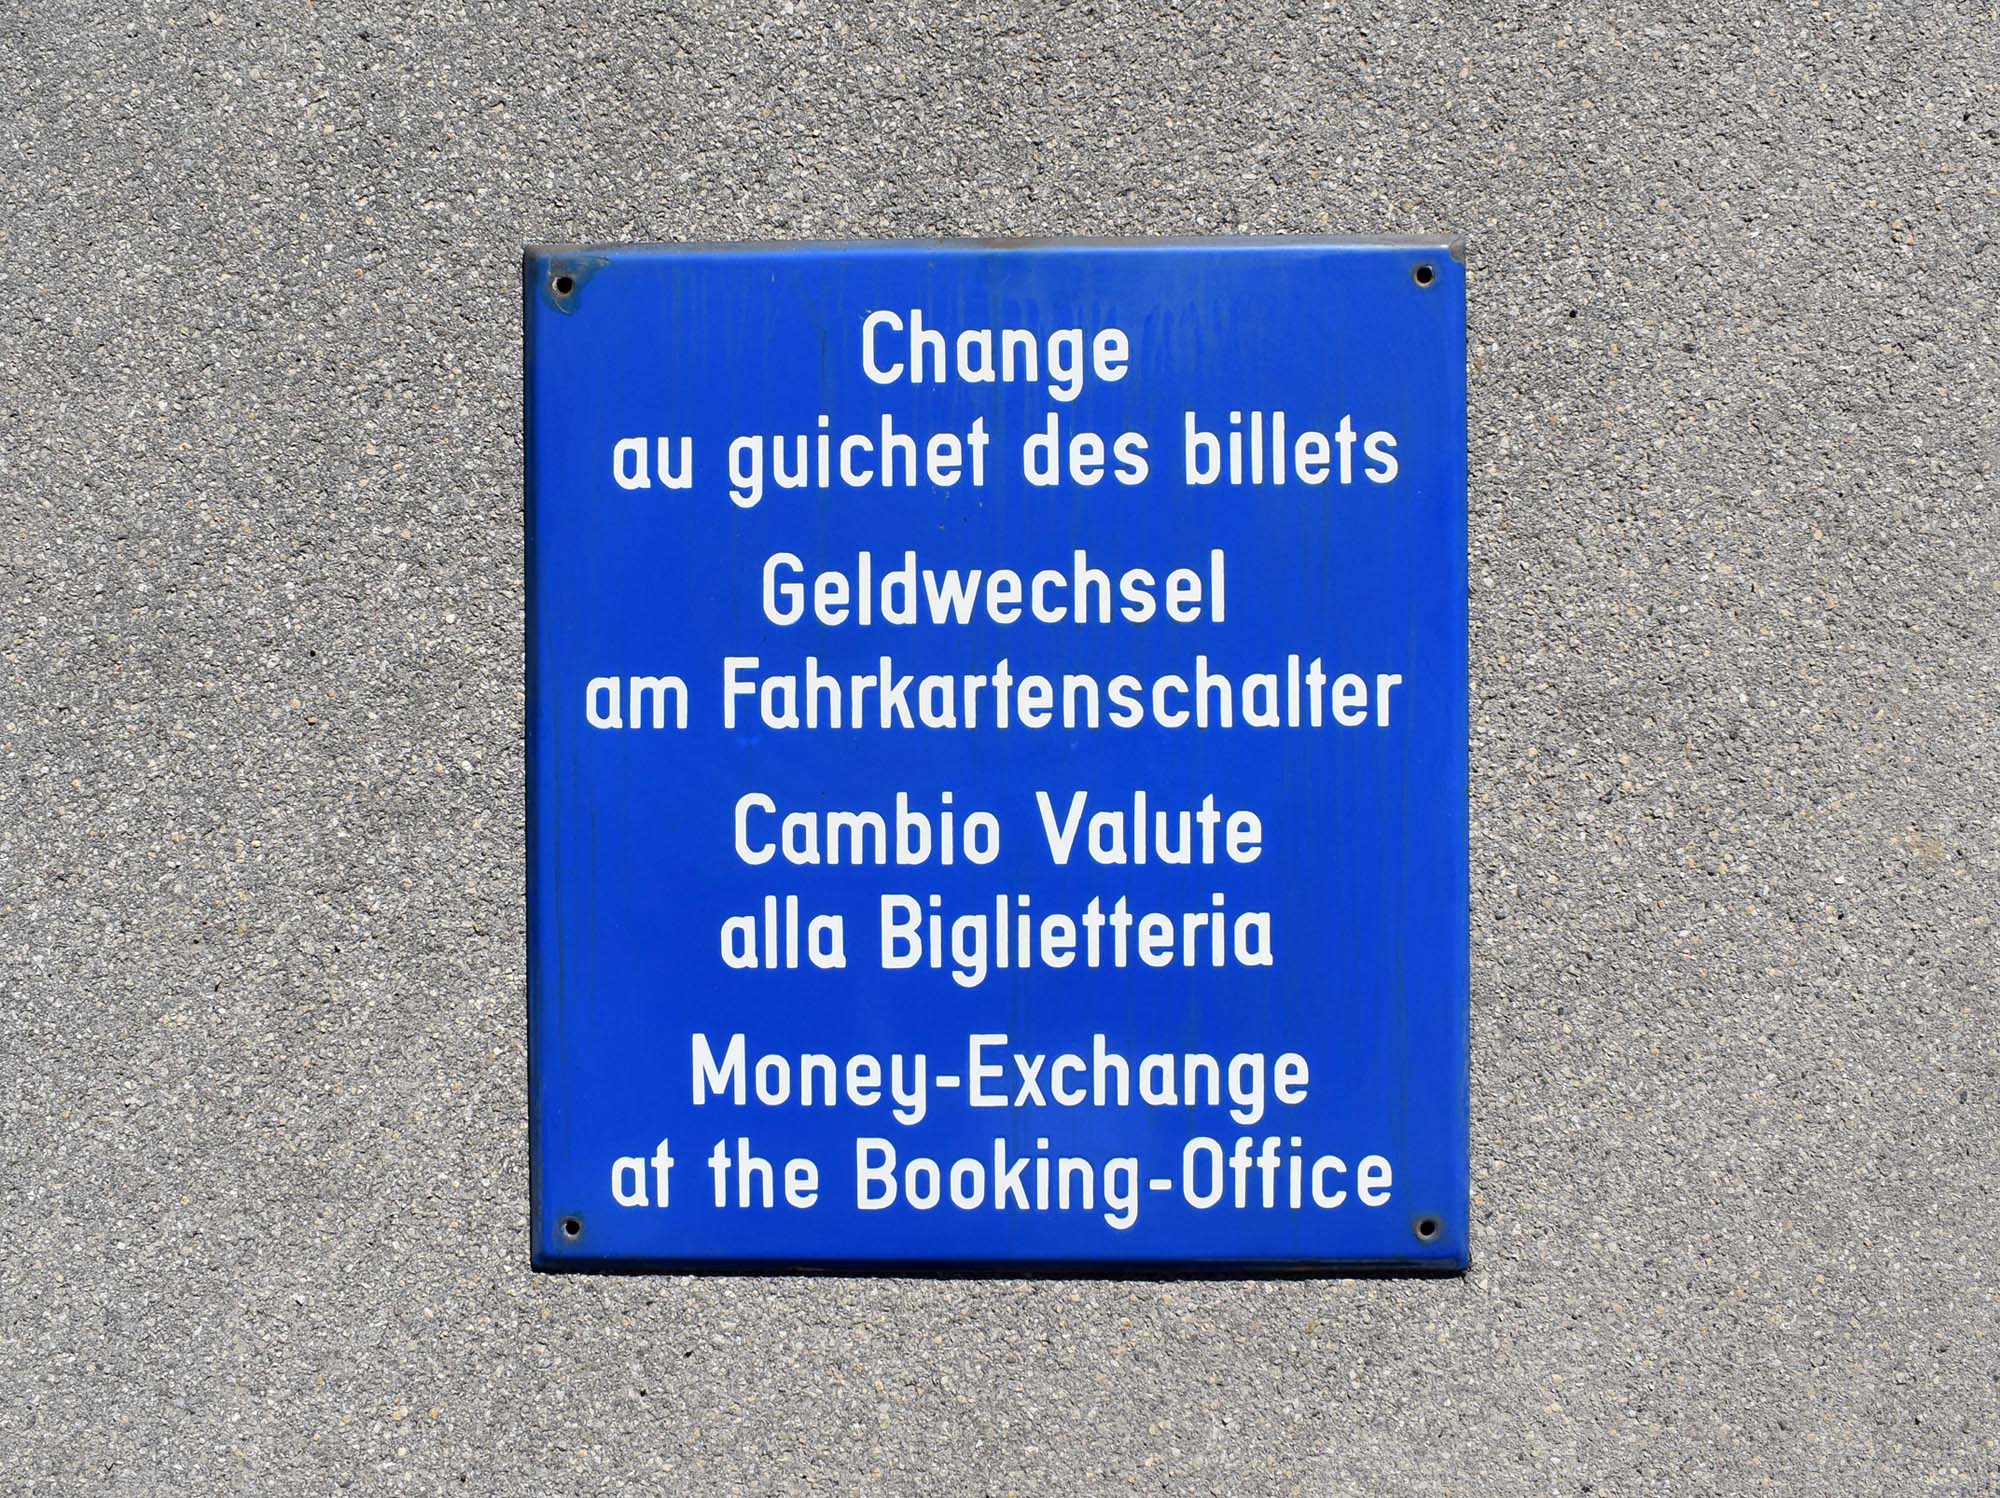 Change
au guichet des billets
Geldwechsel
am Fahrkartenschalter
Cambio Valute
alla Biglietteria
Money-Exchange
at the Booking-Office